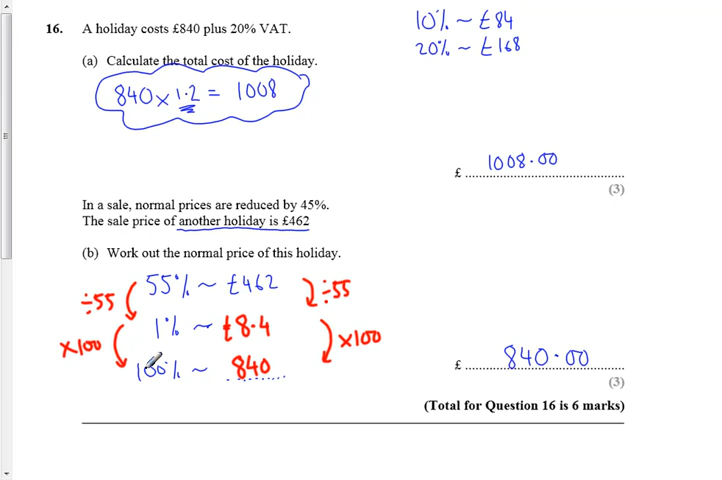 16. A holiday costs £840 plus 20% VAT.
10% ~ £84
20% ~ £168
(a) Calculate the total cost of the holiday.
840 x 1.2 = 1008
£ 1008.00
(3)
In a sale, normal prices are reduced by 45%.
The sale price of another holiday is £462
(b) Work out the normal price of this holiday.
÷55 55% ~ £462 ÷55
1% ~ £8.4
x100 x100
100% ~ 840
£ 840.00
(3)
(Total for Question 16 is 6 marks)